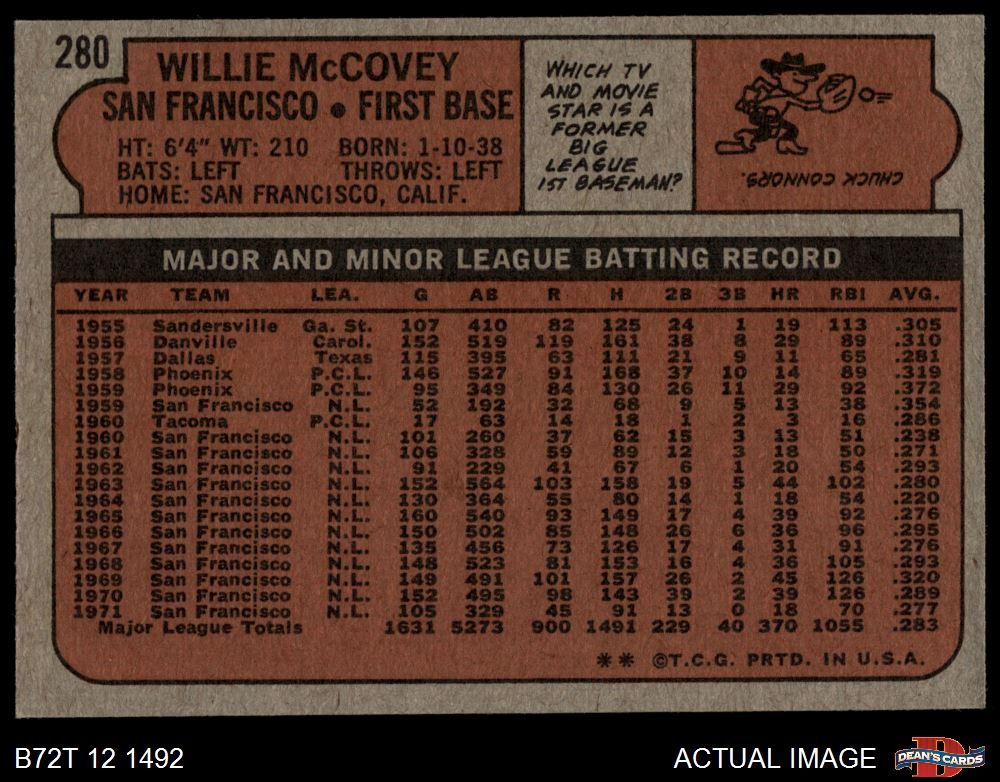 280
WILLIE McCOVEY
SAN FRANCISCO • FIRST BASE
HT: 6'4" WT: 210 BORN: 1-10-38
BATS: LEFT THROWS: LEFT
HOME: SAN FRANCISCO, CALIF.
WHICH TV
AND MOVIE
STAR IS A
FORMER
BIG
LEAGUE
1ST BASEMAN?
CHUCK CONNORS.
MAJOR AND MINOR LEAGUE BATTING RECORD
YEAR TEAM LEA. G AB R H 2B 3B HR RBI AVG.
1955 Sandersville Ga. St. 107 410 82 125 24 1 19 113 .305
1956 Danville Carol. 152 519 119 161 38 8 29 89 .310
1957 Dallas Texas 115 395 63 111 21 9 11 65 .281
1958 Phoenix P.C.L. 146 527 91 168 37 10 14 89 .319
1959 Phoenix P.C.L. 95 349 84 130 26 11 29 92 .372
1959 San Francisco N.L. 52 192 32 68 9 5 13 38 .354
1960 Tacoma P.C.L. 17 63 14 18 1 2 3 16 .286
1960 San Francisco N.L. 101 260 37 62 15 3 13 51 .238
1961 San Francisco N.L. 106 328 59 89 12 3 18 50 .271
1962 San Francisco N.L. 91 229 41 67 6 1 20 54 .293
1963 San Francisco N.L. 152 564 103 158 19 5 44 102 .280
1964 San Francisco N.L. 130 364 55 80 14 1 18 54 .220
1965 San Francisco N.L. 160 540 93 149 17 4 39 92 .276
1966 San Francisco N.L. 150 502 85 148 26 6 36 96 .295
1967 San Francisco N.L. 135 456 73 126 17 4 31 91 .276
1968 San Francisco N.L. 148 523 81 153 16 4 36 105 .293
1969 San Francisco N.L. 149 491 101 157 26 2 45 126 .320
1970 San Francisco N.L. 152 495 98 143 39 2 39 126 .289
1971 San Francisco N.L. 105 329 45 91 13 0 18 70 .277
Major League Totals 1631 5273 900 1491 229 40 370 1055 .283
** ©T.C.G. PRTD. IN U.S.A.
B72T 12 1492
ACTUAL IMAGE
D
DEAN'S CARDS